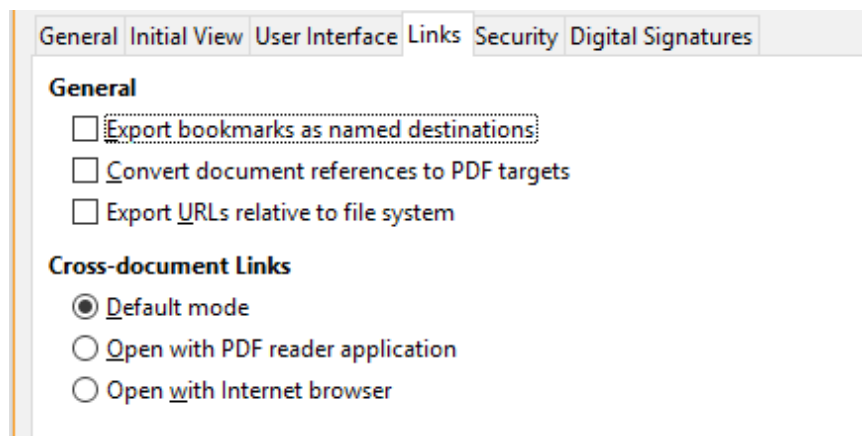 General Initial View User Interface Links Security Digital Signatures
General
Export bookmarks as named destinations
Convert document references to PDF targets
Export URLs relative to file system
Cross-document Links
Default mode
Open with PDF reader application
Open with Internet browser